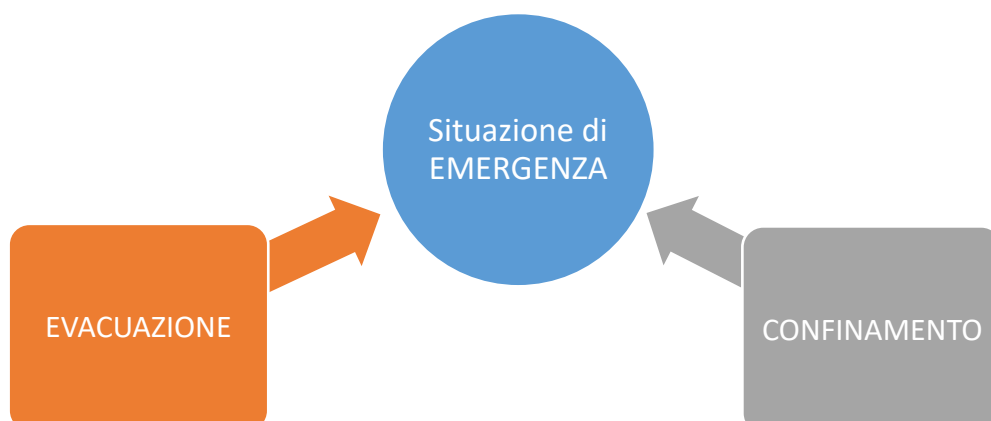 Situazione di
EMERGENZA
EVACUAZIONE
CONFINAMENTO